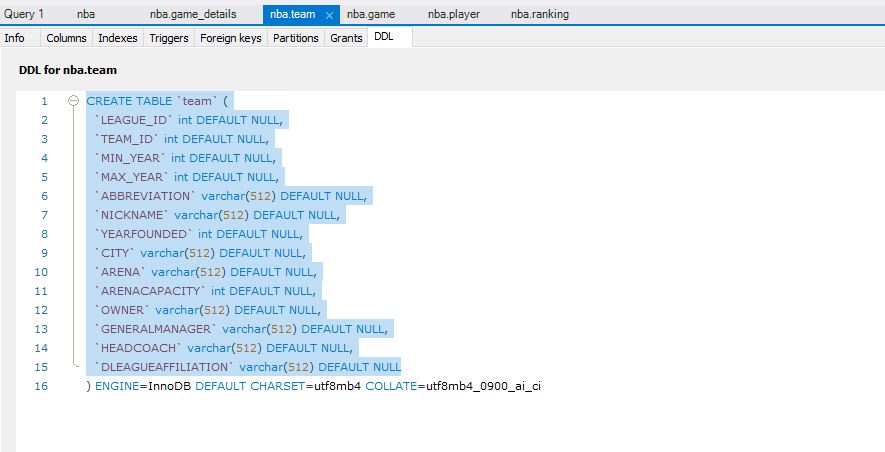 Query 1 nba nba.game_details nba.team × nba.game nba.player nba.ranking
Info Columns Indexes Triggers Foreign keys Partitions Grants DDL
DDL for nba.team
1 CREATE TABLE `team` (
2 `LEAGUE_ID` int DEFAULT NULL,
3 `TEAM_ID` int DEFAULT NULL,
4 `MIN_YEAR` int DEFAULT NULL,
5 `MAX_YEAR` int DEFAULT NULL,
6 `ABBREVIATION` varchar(512) DEFAULT NULL,
7 `NICKNAME` varchar(512) DEFAULT NULL,
8 `YEARFOUNDED` int DEFAULT NULL,
9 `CITY` varchar(512) DEFAULT NULL,
10 `ARENA` varchar(512) DEFAULT NULL,
11 `ARENACAPACITY` int DEFAULT NULL,
12 `OWNER` varchar(512) DEFAULT NULL,
13 `GENERALMANAGER` varchar(512) DEFAULT NULL,
14 `HEADCOACH` varchar(512) DEFAULT NULL,
15 `DLEAGUEAFFILIATION` varchar(512) DEFAULT NULL
16 ) ENGINE=InnoDB DEFAULT CHARSET=utf8mb4 COLLATE=utf8mb4_0900_ai_ci